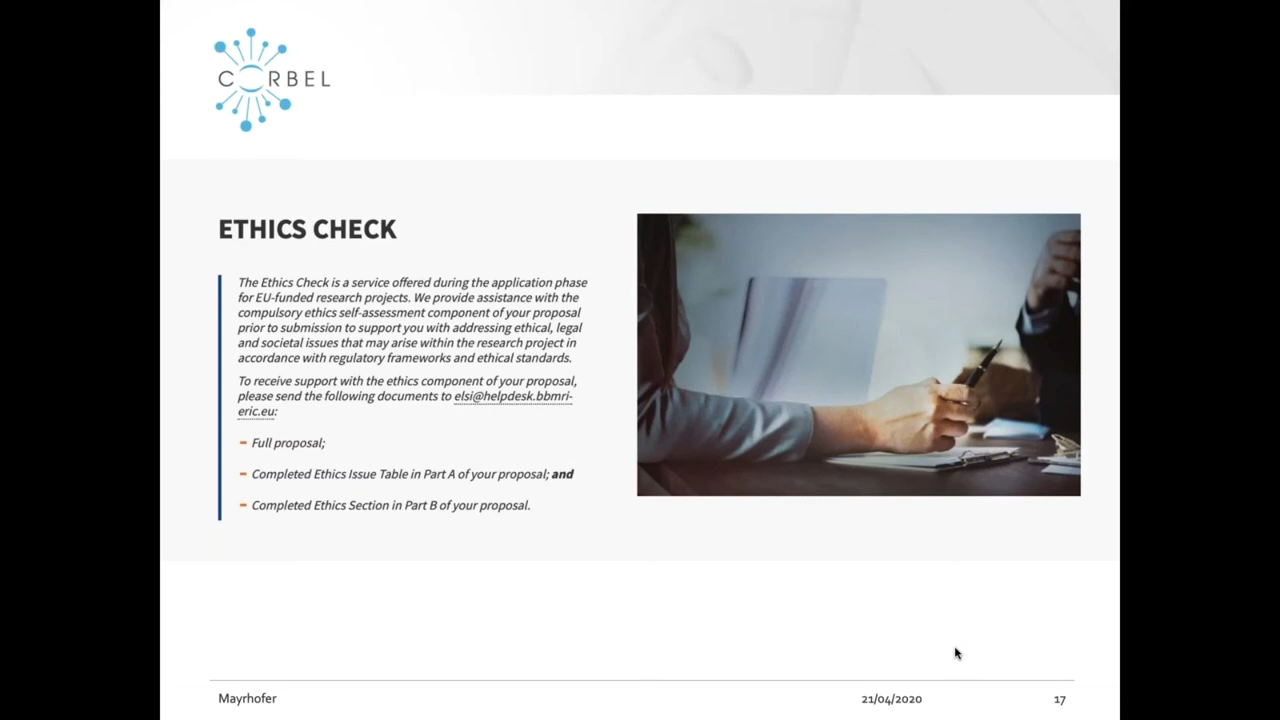 CORBEL
ETHICS CHECK
The Ethics Check is a service offered during the application phase
for EU-funded research projects. We provide assistance with the
compulsory ethics self-assessment component of your proposal
prior to submission to support you with addressing ethical, legal
and societal issues that may arise within the research project in
accordance with regulatory frameworks and ethical standards.
To receive support with the ethics component of your proposal,
please send the following documents to elsi@helpdesk.bbmri-
eric.eu:
Full proposal;
Completed Ethics Issue Table in Part A of your proposal; and
Completed Ethics Section in Part B of your proposal.
Mayrhofer
21/04/2020
17